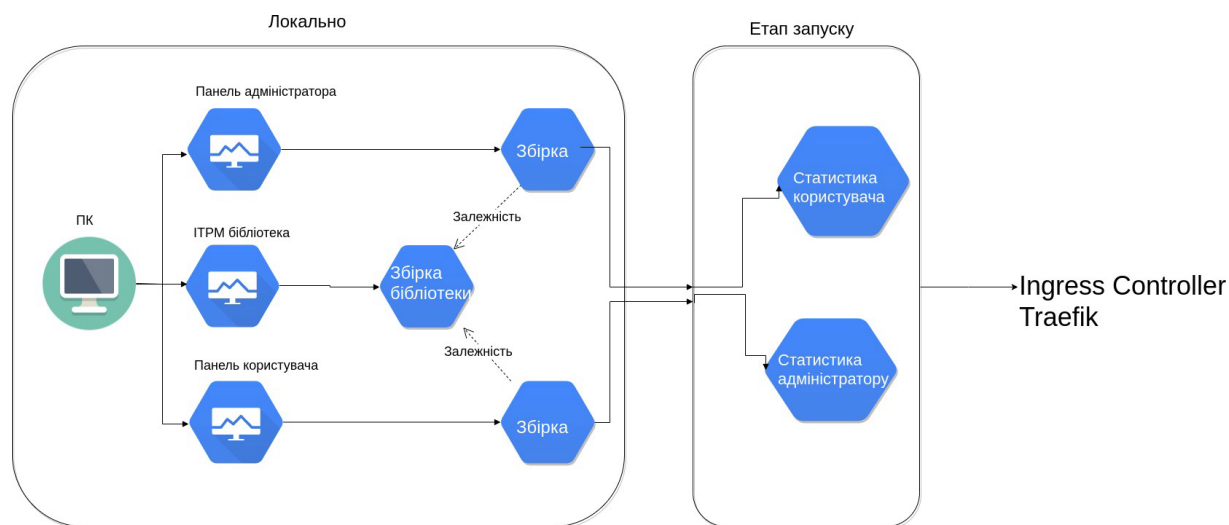 Локально
Етап запуску
Панель адміністратора
Збірка
Статистика
користувача
Залежність
ПК
ІТРМ бібліотека
Збірка
бібліотеки
Ingress Controller
Traefik
Залежність
Панель користувача
Статистика
адміністратору
Збірка